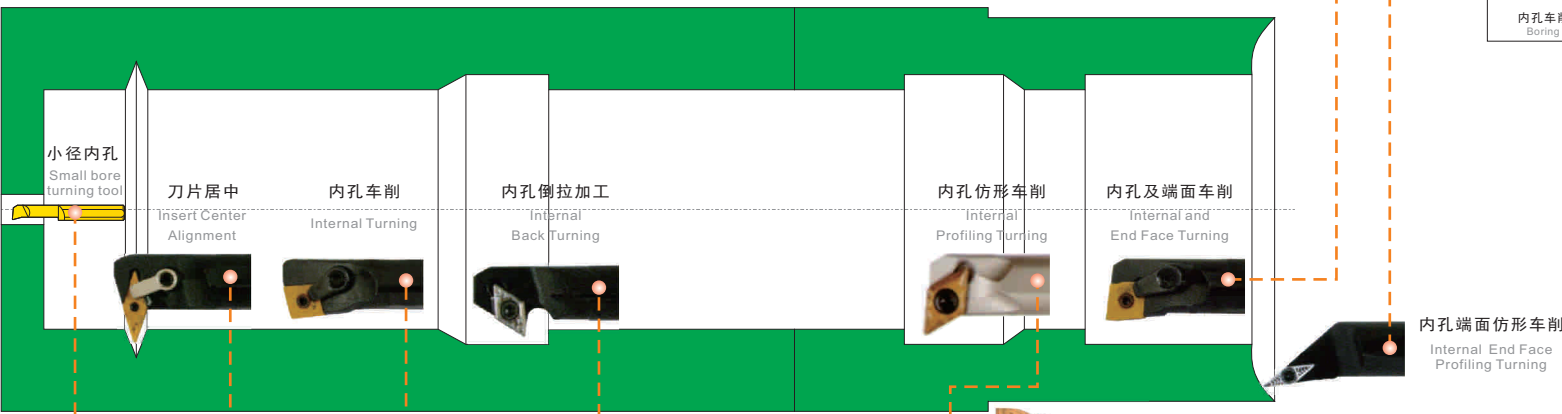 内孔车削
Boring
小径内孔
Small bore
turning tool
刀片居中
Insert Center
Alignment
内孔车削
Internal Turning
内孔倒拉加工
Internal
Back Turning
内孔仿形车削
Internal
Profiling Turning
内孔及端面车削
Internal and
End Face Turning
内孔端面仿形车削
Internal End Face
Profiling Turning